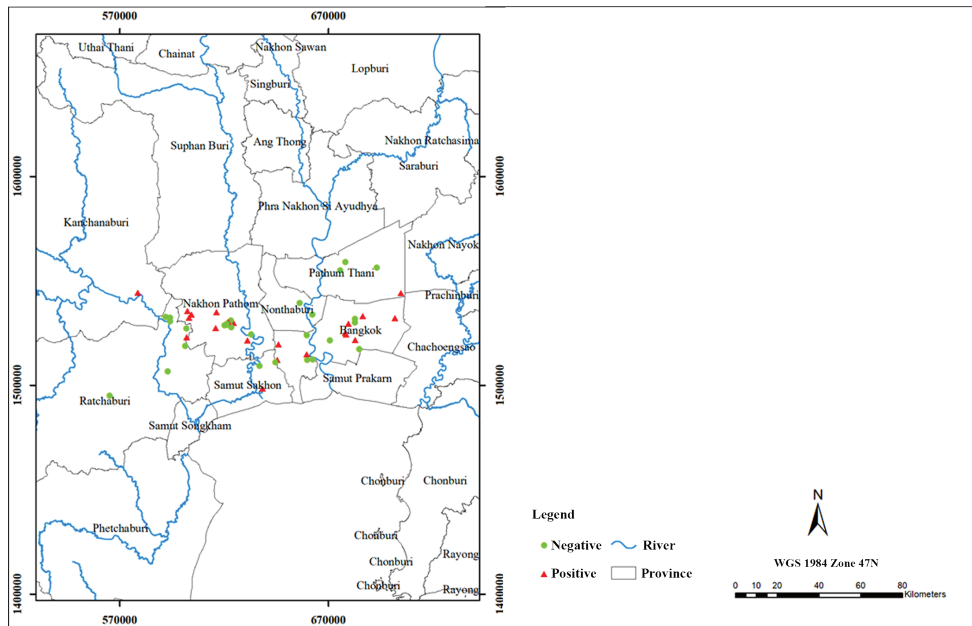 570000 670000
Uthai Thani
Chainat
Nakhon Sawan
Lopburi
Singburi
Suphan Buri
Ang Thong
Nakhon Ratchasima
Saraburi
1600000 1600000
Phra Nakhon Si Ayudhya
Kanchanaburi
Nakhon Nayok
Pathum Thani
Prachinburi
Nakhon Pathom
Nonthaburi
Bangkok
Chachoengsao
Samut Prakarn
Samut Sakhon
1500000 1500000
Ratchaburi
Samut Songkham
Chonburi Chonburi
Phetchaburi
Chonburi
Rayong
Chonburi
Chonburi
Rayong
1400000 1400000
570000 670000
Legend
Negative River
Positive Province
N
WGS 1984 Zone 47N
0 10 20 40 60 80
Kilometers